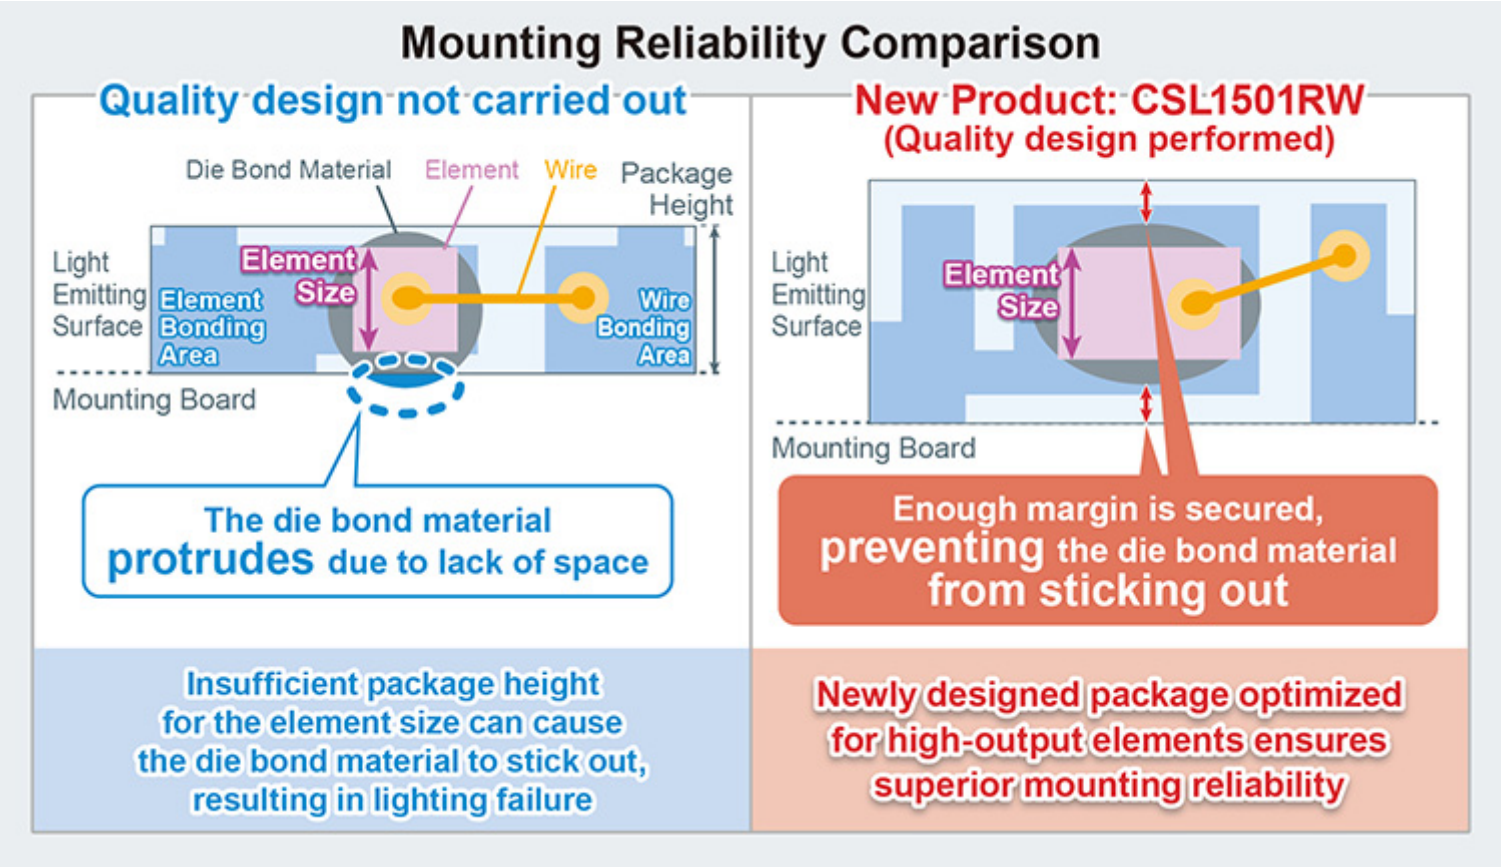 Mounting Reliability Comparison
Quality design not carried out
Die Bond Material
Element
Wire
Package
Height
Light
Emitting
Surface
Element
Size
Element
Bonding
Area
Wire
Bonding
Area
Mounting Board
The die bond material
protrudes due to lack of space
Insufficient package height
for the element size can cause
the die bond material to stick out,
resulting in lighting failure
New Product: CSL1501RW
(Quality design performed)
Light
Emitting
Surface
Element
Size
Mounting Board
Enough margin is secured,
preventing the die bond material
from sticking out
Newly designed package optimized
for high-output elements ensures
superior mounting reliability